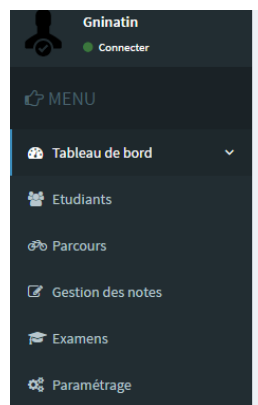 Gninatin
Connecter
MENU
Tableau de bord
Etudiants
Parcours
Gestion des notes
Examens
Paramétrage